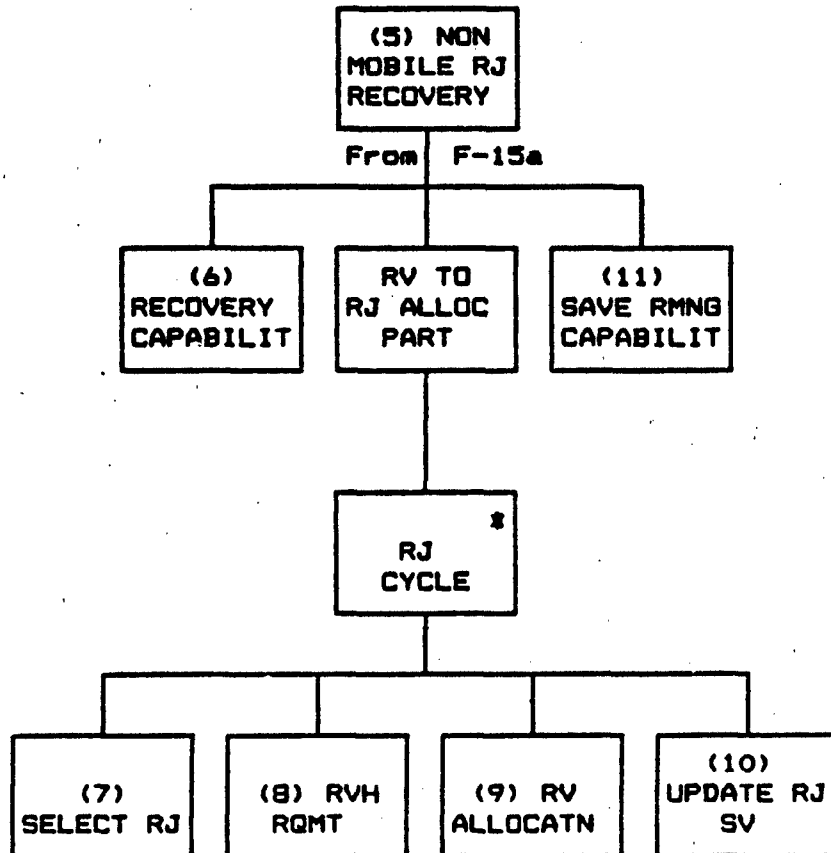 (5) NON
MOBILE RJ
RECOVERY
From F-15a
(6)
RECOVERY
CAPABILIT
RV TO
RJ ALLOC
PART
(11)
SAVE RMNG
CAPABILIT
*
RJ
CYCLE
(7)
SELECT RJ
(8) RVH
RQMT
(9) RV
ALLOCATN
(10)
UPDATE RJ
SV